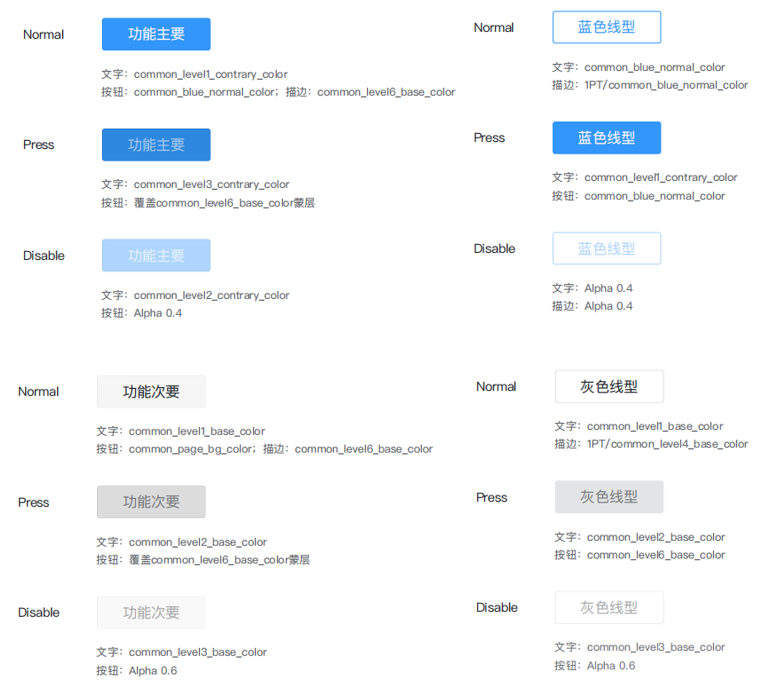 Normal
功能主要
文字：common_level1_contrary_color
按钮：common_blue_normal_color；描边：common_level6_base_color
Press
功能主要
文字：common_level3_contrary_color
按钮：覆盖common_level6_base_color蒙层
Disable
功能主要
文字：common_level2_contrary_color
按钮：Alpha 0.4
Normal
蓝色线型
文字：common_blue_normal_color
描边：1PT/common_blue_normal_color
Press
蓝色线型
文字：common_level1_contrary_color
按钮：common_blue_normal_color
Disable
蓝色线型
文字：Alpha 0.4
描边：Alpha 0.4
Normal
功能次要
文字：common_level1_base_color
按钮：common_page_bg_color；描边：common_level6_base_color
Press
功能次要
文字：common_level2_base_color
按钮：覆盖common_level6_base_color蒙层
Disable
功能次要
文字：common_level3_base_color
按钮：Alpha 0.6
Normal
灰色线型
文字：common_level1_base_color
描边：1PT/common_level4_base_color
Press
灰色线型
文字：common_level2_base_color
按钮：common_level6_base_color
Disable
灰色线型
文字：common_level3_base_color
按钮：Alpha 0.6